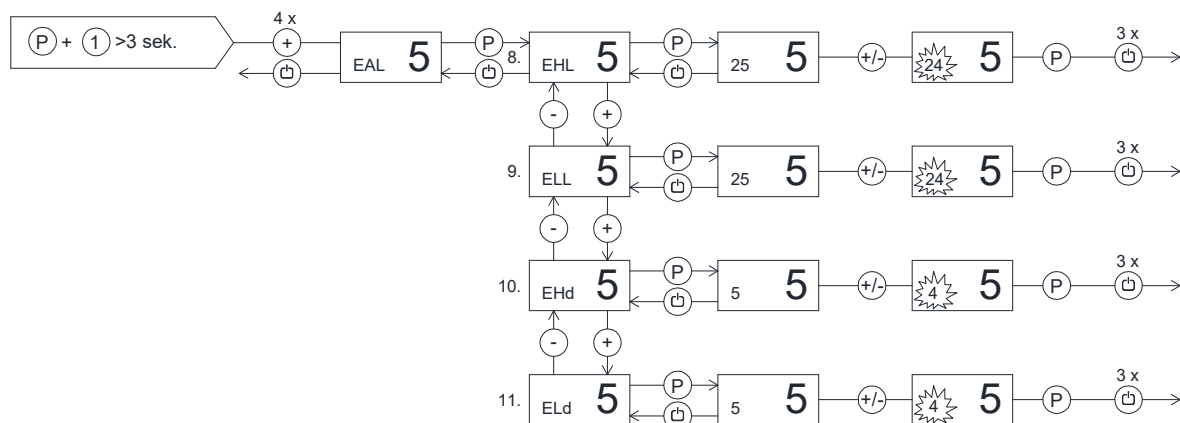 4 x
3 x
P + 1 >3 sek.
+
EAL 5
P
8. EHL 5
P
25 5
+/-
24 5
P
-
+
3 x
9. ELL 5
P
25 5
+/-
24 5
P
-
+
3 x
10. EHd 5
P
5 5
+/-
4 5
P
-
+
3 x
11. ELd 5
P
5 5
+/-
4 5
P